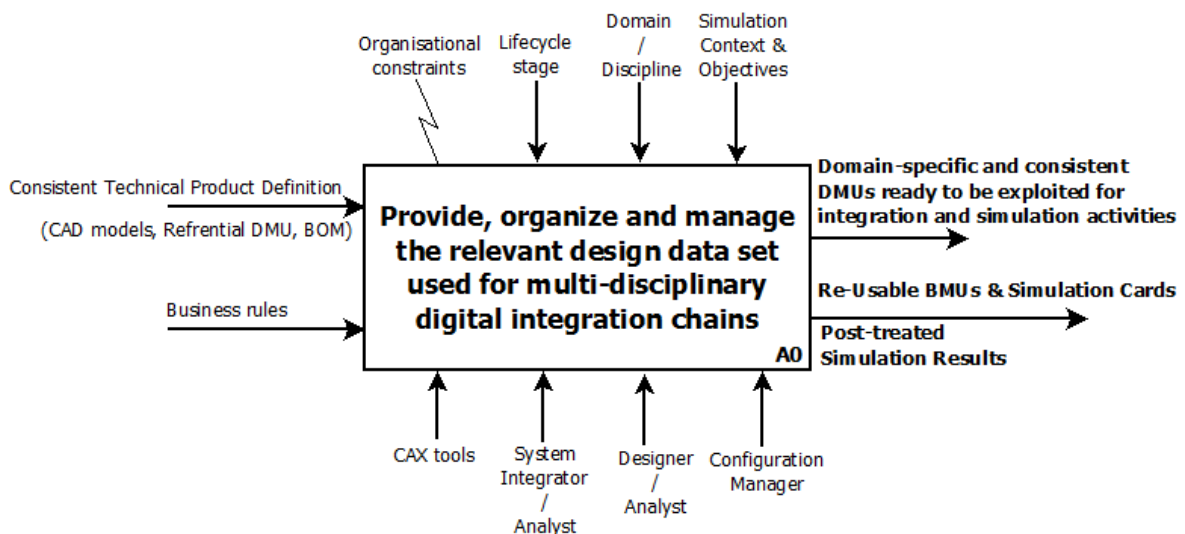 Organisational
constraints
Lifecycle
stage
Domain
/
Discipline
Simulation
Context &
Objectives
Consistent Technical Product Definition
(CAD models, Refrential DMU, BOM)
Business rules
Provide, organize and manage
the relevant design data set
used for multi-disciplinary
digital integration chains
A0
Domain-specific and consistent
DMUs ready to be exploited for
integration and simulation activities
Re-Usable BMUs & Simulation Cards
Post-treated
Simulation Results
CAX tools
System
Integrator
/
Analyst
Designer
/
Analyst
Configuration
Manager